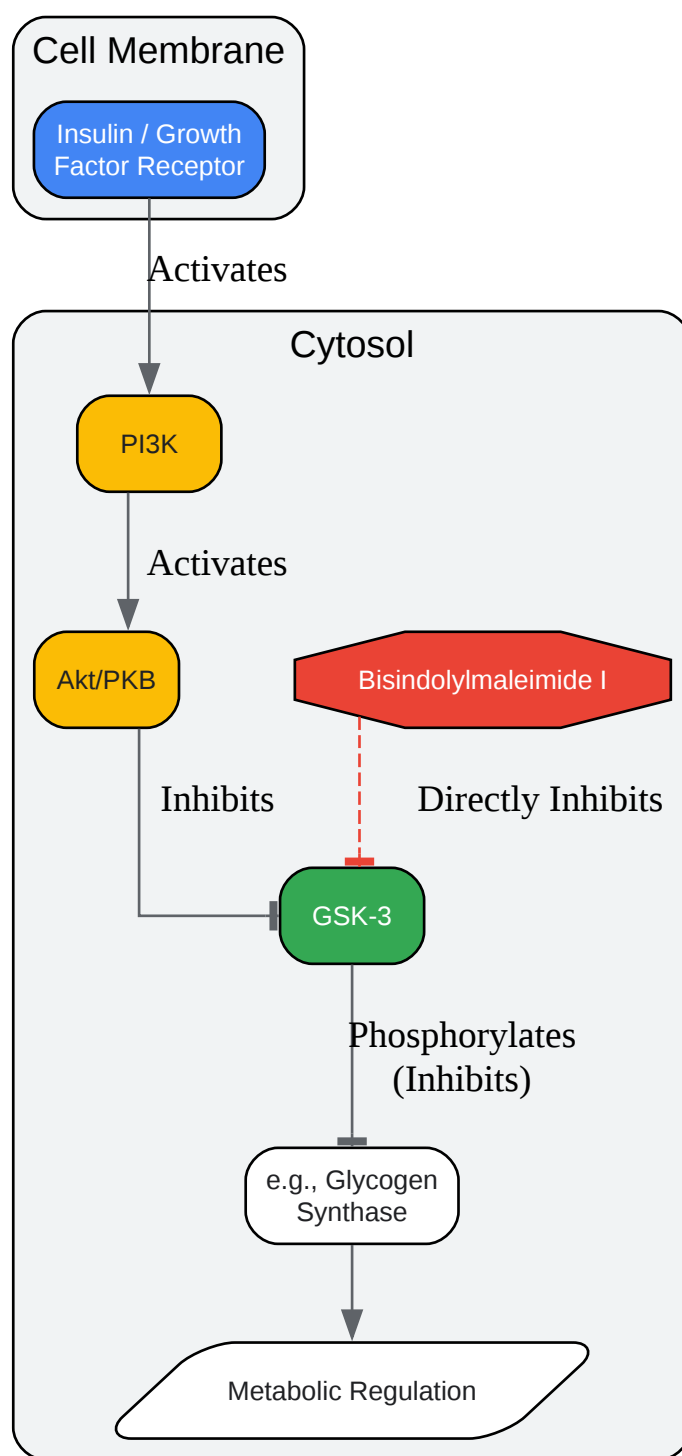 Cell Membrane
Insulin / Growth
Factor Receptor
Activates
Cytosol
PI3K
Activates
Akt/PKB
Bisindolylmaleimide I
Inhibits
Directly Inhibits
GSK-3
Phosphorylates
(Inhibits)
e.g., Glycogen
Synthase
Metabolic Regulation